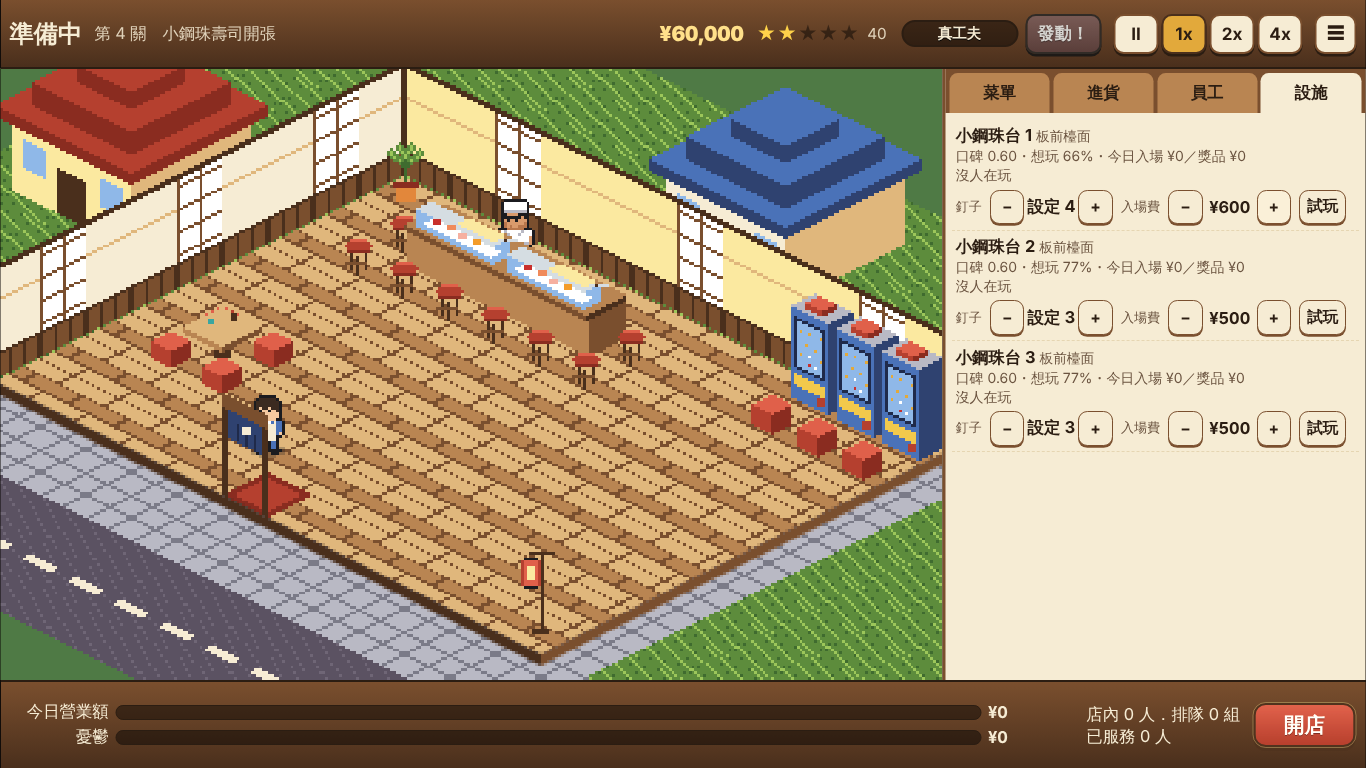 準備中 第 4 關 小鋼珠壽司開張 ¥60,000 ★★★★★ 40 真工夫 發動！ II 1x 2x 4x ☰
菜單 進貨 員工 設施
小鋼珠台 1 板前檯面
口碑 0.60・想玩 66%・今日入場 ¥0／獎品 ¥0
沒人在玩
釘子 − 設定 4 + 入場費 − ¥600 + 試玩
小鋼珠台 2 板前檯面
口碑 0.60・想玩 77%・今日入場 ¥0／獎品 ¥0
沒人在玩
釘子 − 設定 3 + 入場費 − ¥500 + 試玩
小鋼珠台 3 板前檯面
口碑 0.60・想玩 77%・今日入場 ¥0／獎品 ¥0
沒人在玩
釘子 − 設定 3 + 入場費 − ¥500 + 試玩
今日營業額 ¥0
憂鬱 ¥0
店內 0 人．排隊 0 組
已服務 0 人
開店